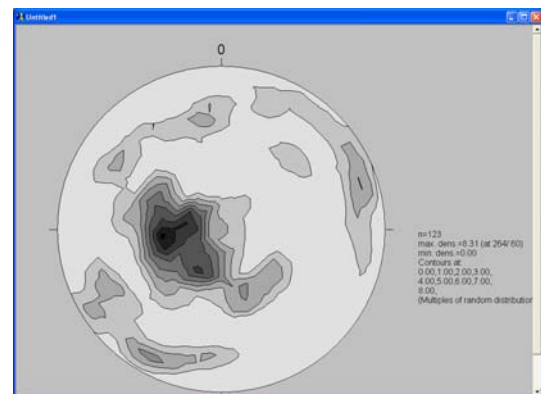 Untitled1
0
n=123
max. dens.=8.31 (at 264/ 60)
min. dens.=0.00
Contours at:
0.00,1.00,2.00,3.00,
4.00,5.00,6.00,7.00,
8.00,
(Multiples of random distribution